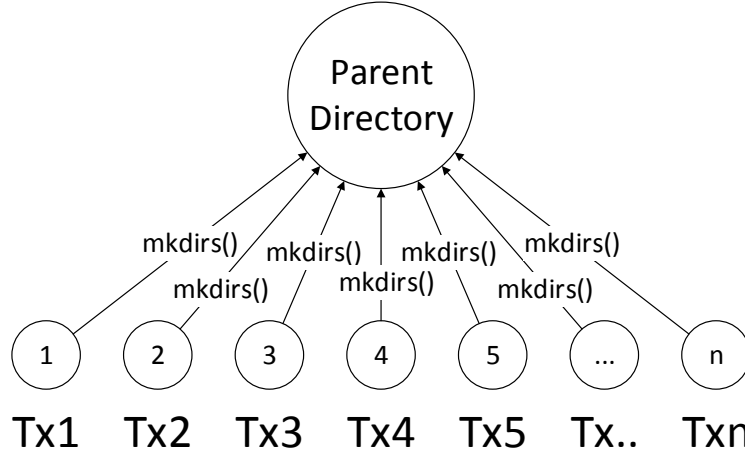 Parent
Directory
mkdirs()
mkdirs()
mkdirs()
mkdirs()
mkdirs()
mkdirs()
mkdirs()
1 2 3 4 5 ... n
Tx1 Tx2 Tx3 Tx4 Tx5 Tx.. Txn